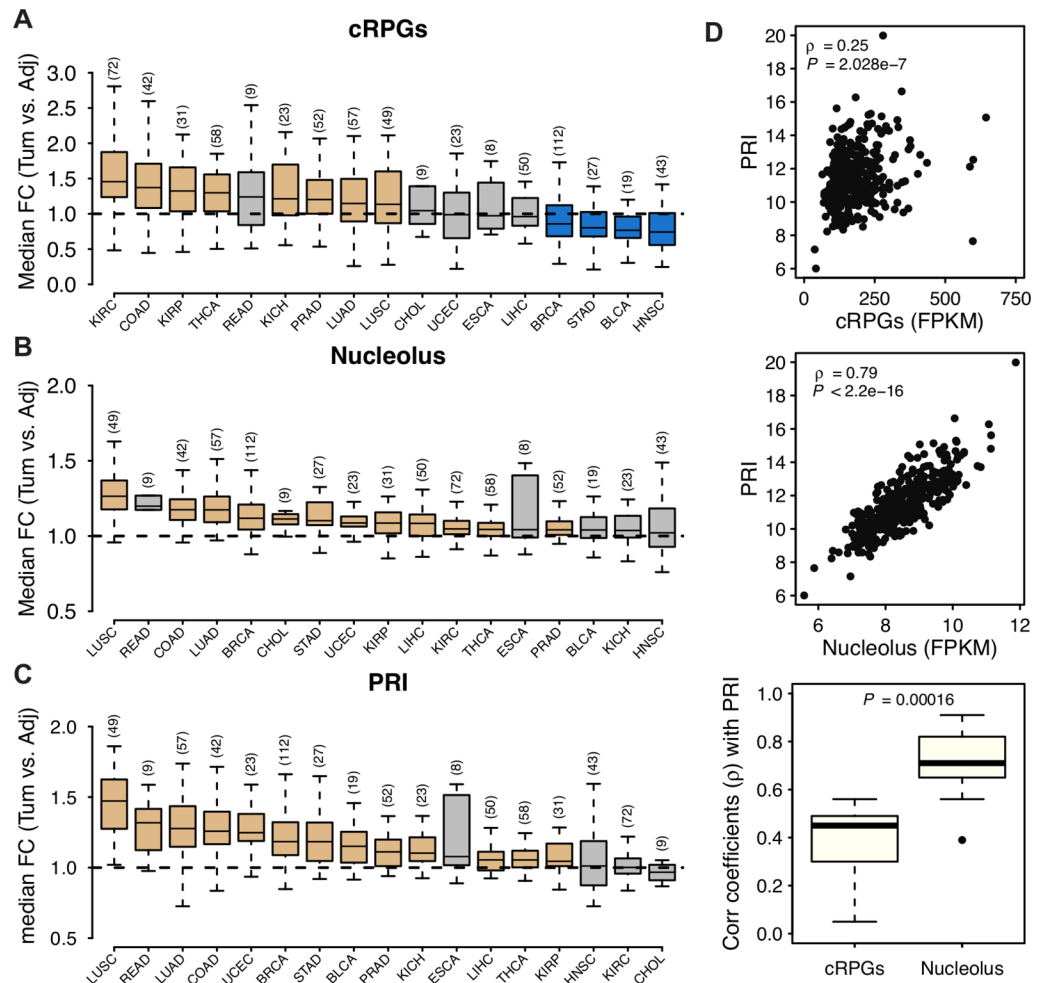 A
cRPGs
Median FC (Tum vs. Adj)
3.0
2.5
2.0
1.5
1.0
0.5
0.0
(72) (42) (31) (58) (9) (23) (52) (57) (49) (9) (23) (8) (50) (112) (27) (19) (43)
KIRC COAD KIRP THCA READ KICH PRAD LUAD LUSC CHOL UCEC ESCA LIHC BRCA STAD BLCA HNSC
B
Nucleolus
Median FC (Tum vs. Adj)
2.0
1.5
1.0
0.5
(49) (9) (42) (57) (112) (9) (27) (23) (31) (50) (72) (58) (8) (52) (19) (23) (43)
LUSC READ COAD LUAD BRCA CHOL STAD UCEC KIRP LIHC KIRC THCA ESCA PRAD BLCA KICH HNSC
C
PRI
median FC (Tum vs. Adj)
2.0
1.5
1.0
0.5
(49) (9) (57) (42) (23) (112) (27) (19) (52) (23) (8) (50) (58) (31) (43) (72) (9)
LUSC READ LUAD COAD UCEC BRCA STAD BLCA PRAD KICH ESCA LIHC THCA KIRP HNSC KIRC CHOL
D
PRI
20
18
16
14
12
10
8
6
ρ = 0.25
P = 2.028e-7
0 250 500 750
cRPGs (FPKM)
PRI
20
18
16
14
12
10
8
6
ρ = 0.79
P < 2.2e-16
6 8 10 12
Nucleolus (FPKM)
Corr coefficients (ρ) with PRI
1.0
0.8
0.6
0.4
0.2
0.0
P = 0.00016
cRPGs Nucleolus